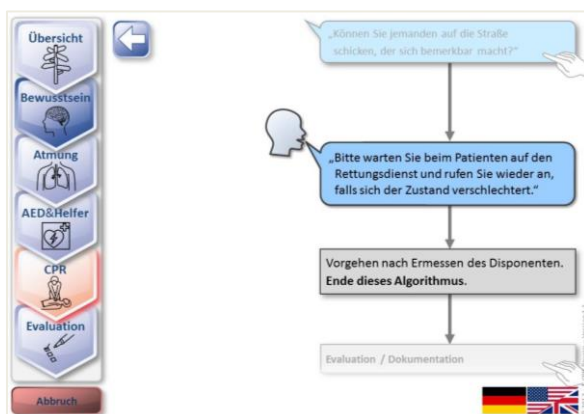 Übersicht
Bewusstsein
Atmung
AED&Helfer
CPR
Evaluation
Abbruch
„Können Sie jemanden auf die Straße
schicken, der sich bemerkbar macht?“
„Bitte warten Sie beim Patienten auf den
Rettungsdienst und rufen Sie wieder an,
falls sich der Zustand verschlechtert.“
Vorgehen nach Ermessen des Disponenten.
Ende dieses Algorithmus.
Evaluation / Dokumentation